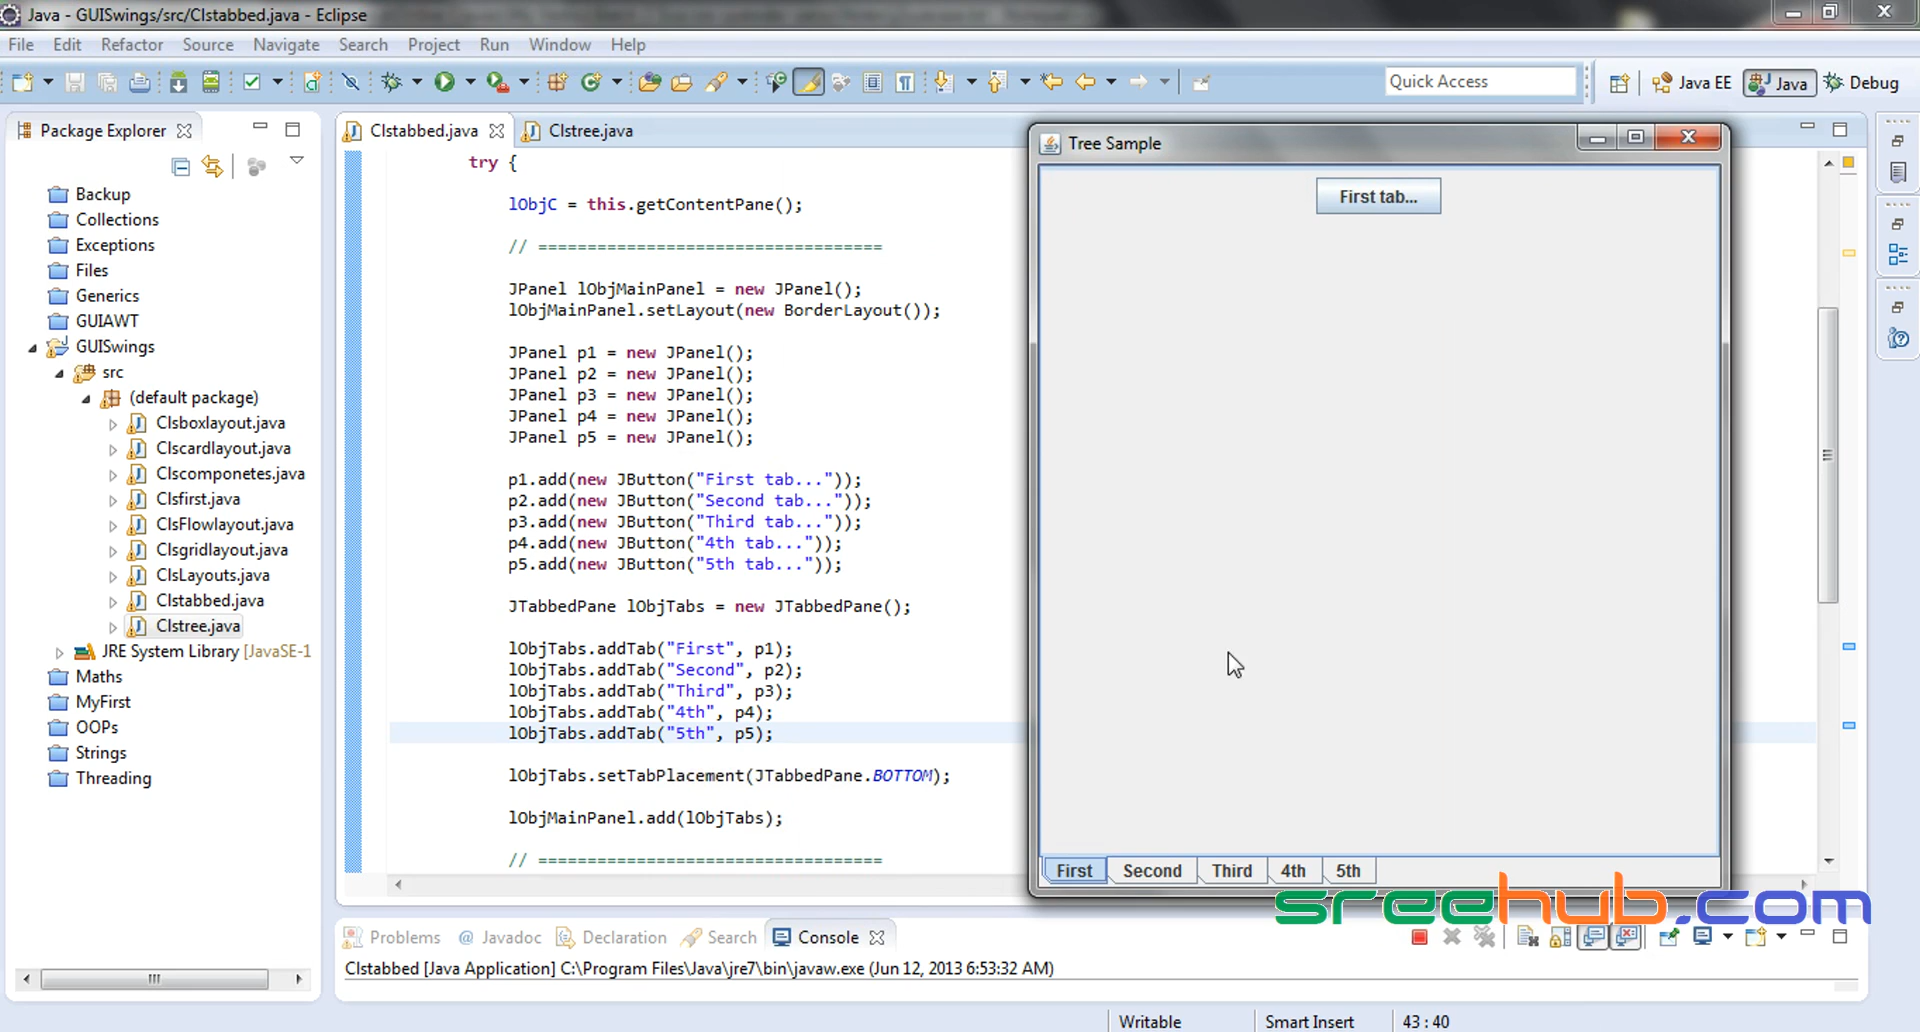 Java - GUISwings/src/Clstabbed.java - Eclipse
File Edit Refactor Source Navigate Search Project Run Window Help
Quick Access
Java EE
Java
Debug
Package Explorer
Backup
Collections
Exceptions
Files
Generics
GUIAWT
GUISwings
src
(default package)
Clsboxlayout.java
Clscardlayout.java
Clscomponetes.java
Clsfirst.java
ClsFlowlayout.java
Clsgridlayout.java
ClsLayouts.java
Clstabbed.java
Clstree.java
JRE System Library [JavaSE-1
Maths
MyFirst
OOPs
Strings
Threading
Clstabbed.java
Clstree.java
try {
lObjC = this.getContentPane();
// ===================================
JPanel lObjMainPanel = new JPanel();
lObjMainPanel.setLayout(new BorderLayout());
JPanel p1 = new JPanel();
JPanel p2 = new JPanel();
JPanel p3 = new JPanel();
JPanel p4 = new JPanel();
JPanel p5 = new JPanel();
p1.add(new JButton("First tab..."));
p2.add(new JButton("Second tab..."));
p3.add(new JButton("Third tab..."));
p4.add(new JButton("4th tab..."));
p5.add(new JButton("5th tab..."));
JTabbedPane lObjTabs = new JTabbedPane();
lObjTabs.addTab("First", p1);
lObjTabs.addTab("Second", p2);
lObjTabs.addTab("Third", p3);
lObjTabs.addTab("4th", p4);
lObjTabs.addTab("5th", p5);
lObjTabs.setTabPlacement(JTabbedPane.BOTTOM);
lObjMainPanel.add(lObjTabs);
// ===================================
Tree Sample
First tab...
First Second Third 4th 5th
sreehub.com
Problems @ Javadoc Declaration Search Console
Clstabbed [Java Application] C:\Program Files\Java\jre7\bin\javaw.exe (Jun 12, 2013 6:53:32 AM)
Writable Smart Insert 43 : 40